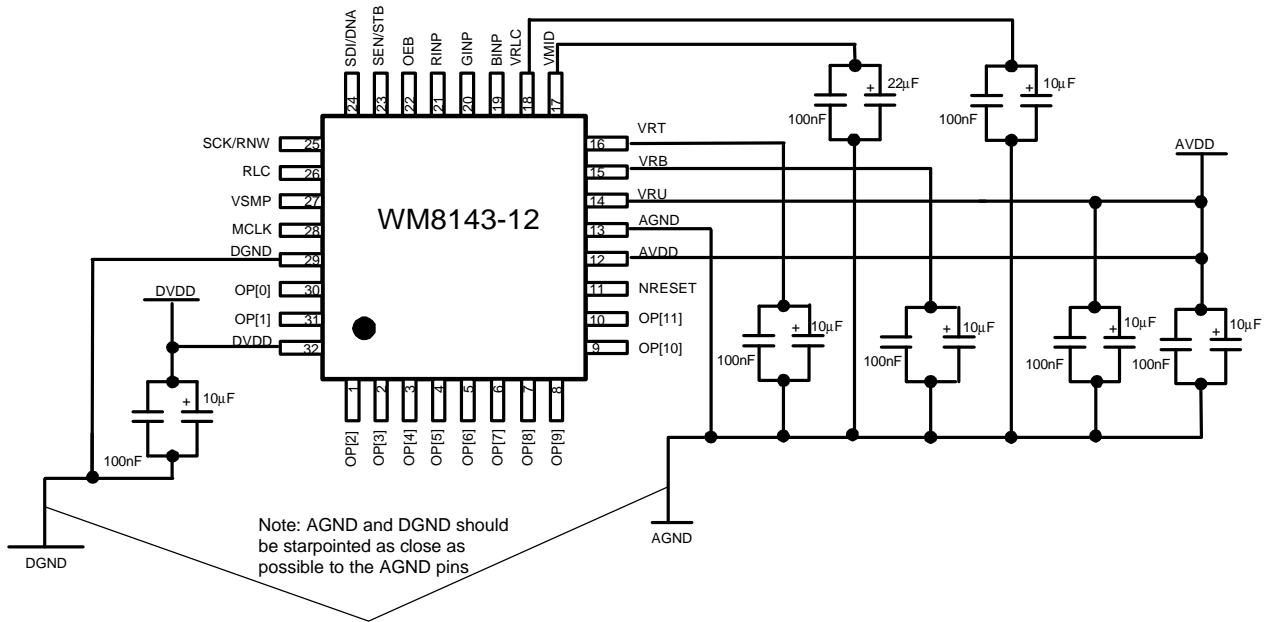 SDI/DNA
SEN/STB
OEB
RINP
GINP
BINP
VRLC
VMID
24
23
22
21
20
19
18
17
22µF
+
100nF
10µF
+
100nF
SCK/RNW
25
RLC
26
VSMP
27
MCLK
28
DGND
29
OP[0]
30
OP[1]
31
DVDD
32
WM8143-12
16
VRT
15
VRB
14
VRU
13
AGND
12
AVDD
11
NRESET
10
OP[11]
9
OP[10]
AVDD
DVDD
+
10µF
100nF
+
10µF
100nF
+
10µF
100nF
+
10µF
100nF
+
10µF
100nF
1
2
3
4
5
6
7
8
OP[2]
OP[3]
OP[4]
OP[5]
OP[6]
OP[7]
OP[8]
OP[9]
Note: AGND and DGND should
be starpointed as close as
possible to the AGND pins
DGND
AGND